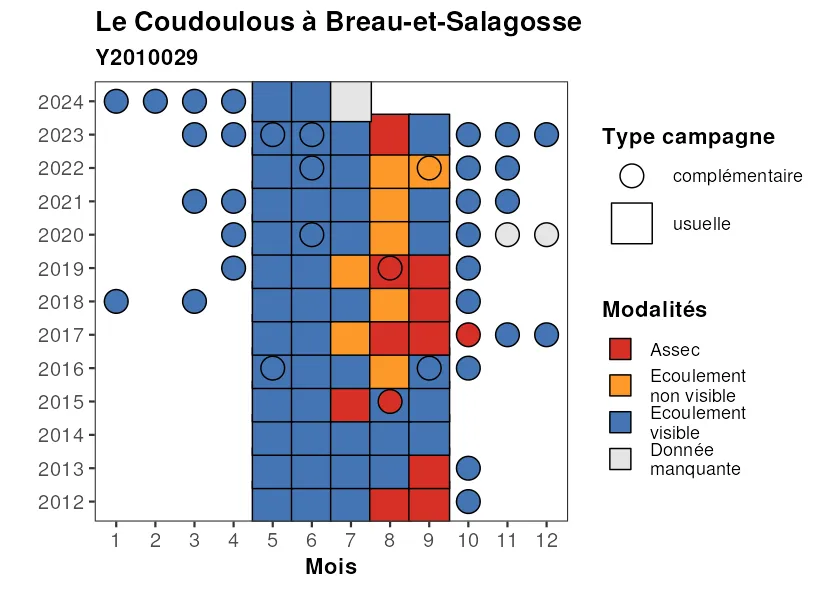 Le Coudoulous à Breau-et-Salagosse
Y2010029
2024
2023
2022
2021
2020
2019
2018
2017
2016
2015
2014
2013
2012
1 2 3 4 5 6 7 8 9 10 11 12
Mois
Type campagne
complémentaire
usuelle
Modalités
Assec
Ecoulement
non visible
Ecoulement
visible
Donnée
manquante